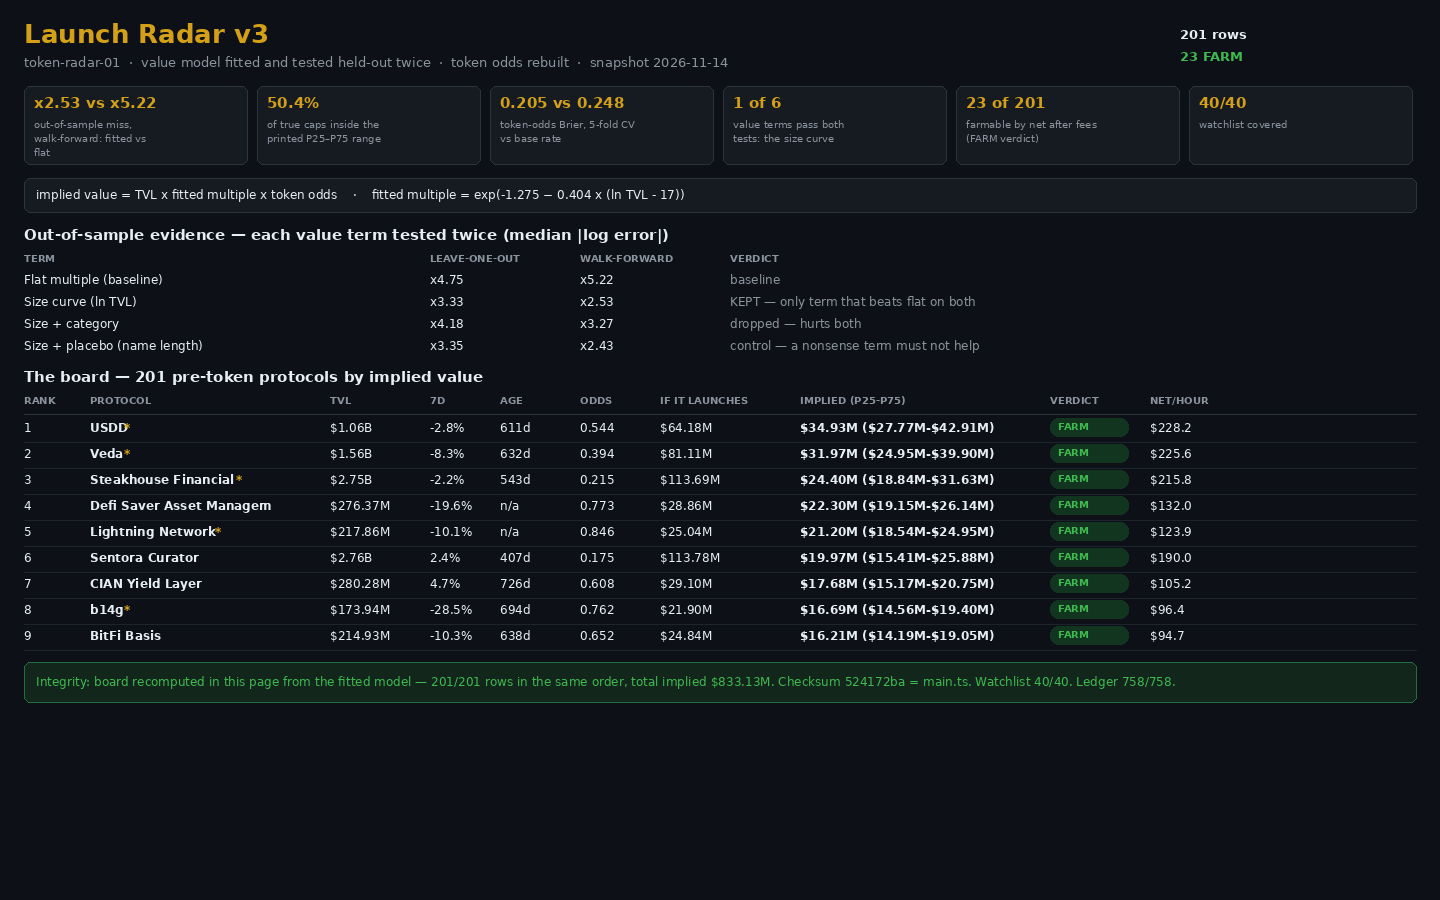 Launch Radar v3
201 rows
token-radar-01 · value model fitted and tested held-out twice · token odds rebuilt · snapshot 2026-11-14
23 FARM
x2.53 vs x5.22
out-of-sample miss,
walk-forward: fitted vs
flat
50.4%
of true caps inside the
printed P25–P75 range
0.205 vs 0.248
token-odds Brier, 5-fold CV
vs base rate
1 of 6
value terms pass both
tests: the size curve
23 of 201
farmable by net after fees
(FARM verdict)
40/40
watchlist covered
implied value = TVL x fitted multiple x token odds · fitted multiple = exp(-1.275 − 0.404 x (ln TVL - 17))
Out-of-sample evidence — each value term tested twice (median |log error|)
TERM LEAVE-ONE-OUT WALK-FORWARD VERDICT
Flat multiple (baseline) x4.75 x5.22 baseline
Size curve (ln TVL) x3.33 x2.53 KEPT — only term that beats flat on both
Size + category x4.18 x3.27 dropped — hurts both
Size + placebo (name length) x3.35 x2.43 control — a nonsense term must not help
The board — 201 pre-token protocols by implied value
RANK PROTOCOL TVL 7D AGE ODDS IF IT LAUNCHES IMPLIED (P25-P75) VERDICT NET/HOUR
1 USDD* $1.06B -2.8% 611d 0.544 $64.18M $34.93M ($27.77M-$42.91M) FARM $228.2
2 Veda* $1.56B -8.3% 632d 0.394 $81.11M $31.97M ($24.95M-$39.90M) FARM $225.6
3 Steakhouse Financial* $2.75B -2.2% 543d 0.215 $113.69M $24.40M ($18.84M-$31.63M) FARM $215.8
4 Defi Saver Asset Managem $276.37M -19.6% n/a 0.773 $28.86M $22.30M ($19.15M-$26.14M) FARM $132.0
5 Lightning Network* $217.86M -10.1% n/a 0.846 $25.04M $21.20M ($18.54M-$24.95M) FARM $123.9
6 Sentora Curator $2.76B 2.4% 407d 0.175 $113.78M $19.97M ($15.41M-$25.88M) FARM $190.0
7 CIAN Yield Layer $280.28M 4.7% 726d 0.608 $29.10M $17.68M ($15.17M-$20.75M) FARM $105.2
8 b14g* $173.94M -28.5% 694d 0.762 $21.90M $16.69M ($14.56M-$19.40M) FARM $96.4
9 BitFi Basis $214.93M -10.3% 638d 0.652 $24.84M $16.21M ($14.19M-$19.05M) FARM $94.7
Integrity: board recomputed in this page from the fitted model — 201/201 rows in the same order, total implied $833.13M. Checksum 524172ba = main.ts. Watchlist 40/40. Ledger 758/758.